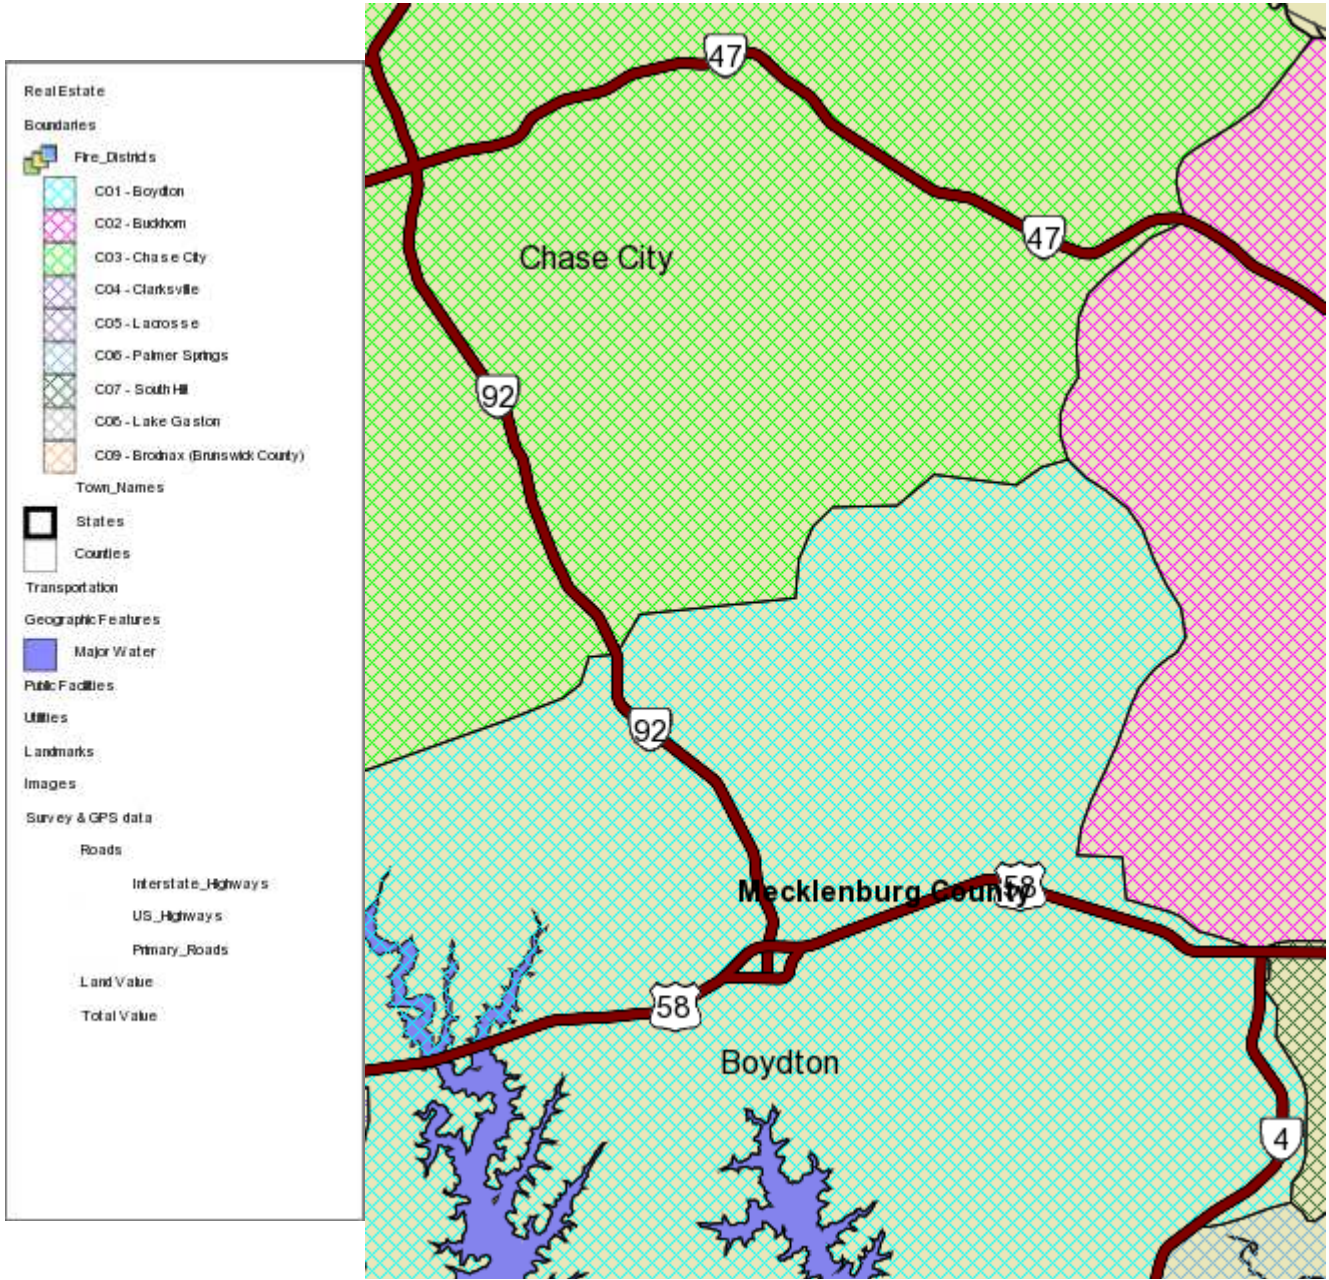 Real Estate
Boundaries
Fire_Districts
C01 - Boydton
C02 - Buckhorn
C03 - Chase City
C04 - Clarksville
C05 - Lacrosse
C06 - Palmer Springs
C07 - South Hill
C08 - Lake Gaston
C09 - Brodnax (Brunswick County)
Town_Names
States
Counties
Transportation
Geographic Features
Major Water
Public Facilities
Utilities
Landmarks
Images
Survey & GPS data
Roads
Interstate_Highways
US_Highways
Primary_Roads
Land Value
Total Value
47
47
Chase City
92
92
58
Mecklenburg County
58
Boydton
4